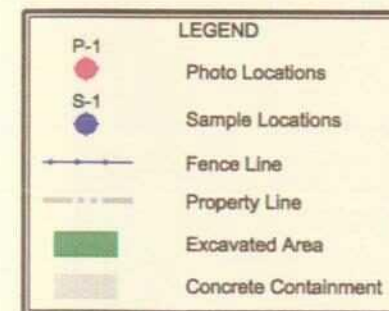 LEGEND
P-1
Photo Locations
S-1
Sample Locations
Fence Line
Property Line
Excavated Area
Concrete Containment